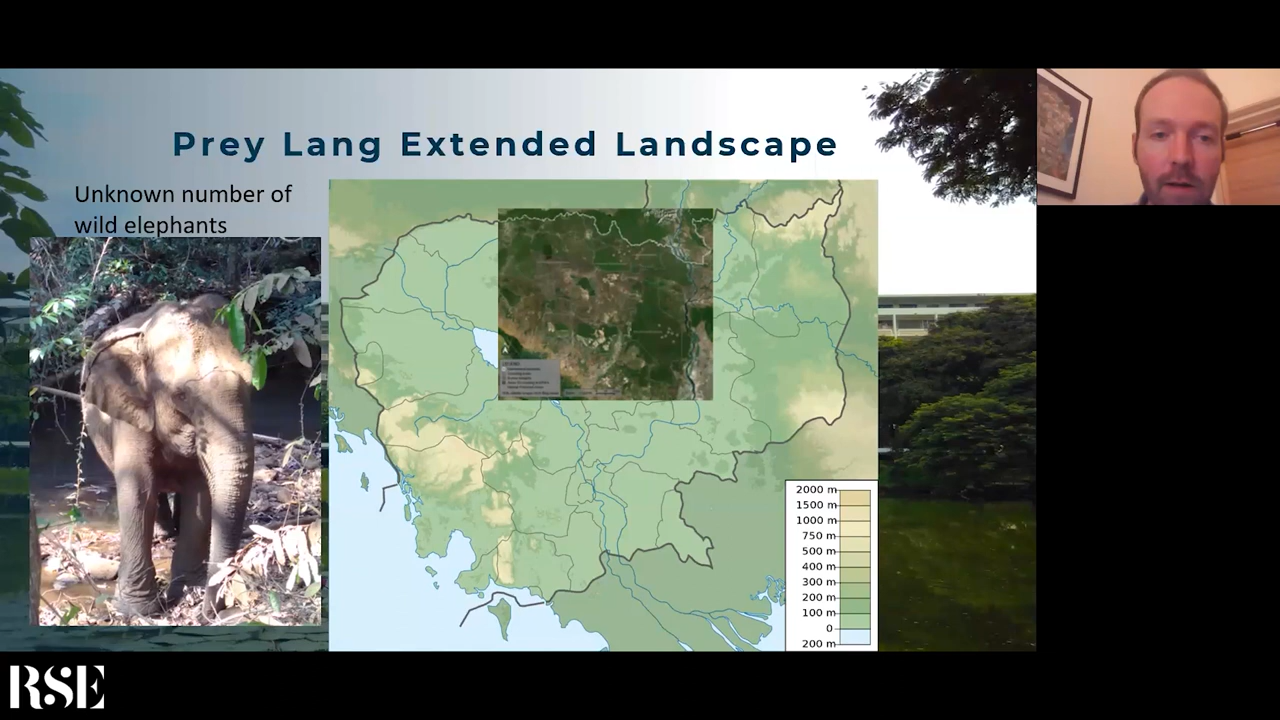 Prey Lang Extended Landscape
Unknown number of
wild elephants
2000 m
1500 m
1000 m
750 m
500 m
400 m
300 m
200 m
100 m
0
200 m
RSE